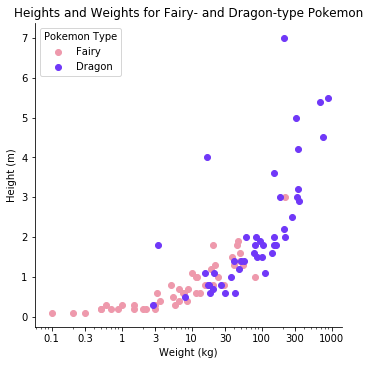 Heights and Weights for Fairy- and Dragon-type Pokemon
Pokemon Type
Fairy
Dragon
Height (m)
7
6
5
4
3
2
1
0
0.1 0.3 1 3 10 30 100 300 1000
Weight (kg)